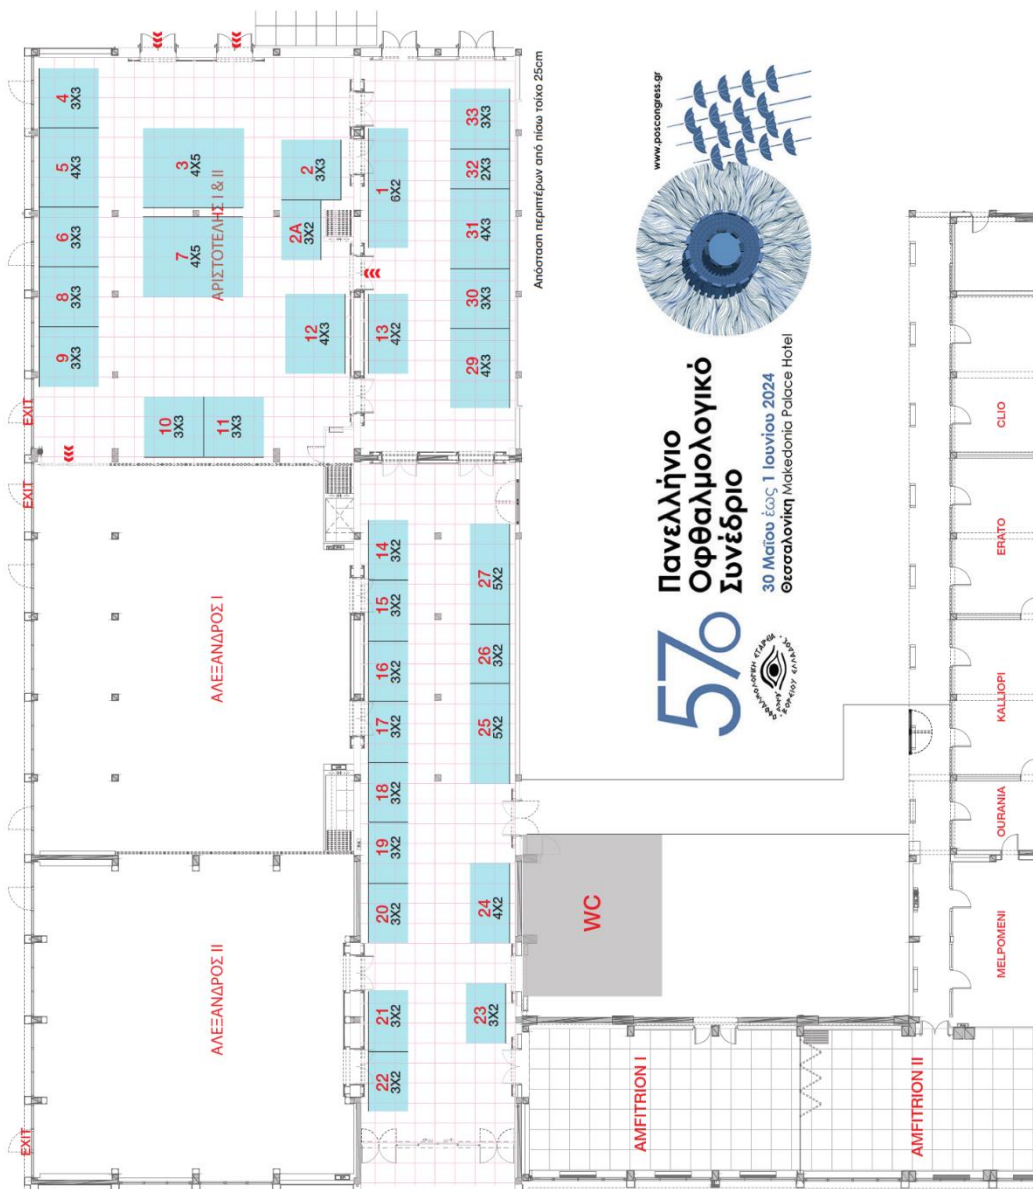 EXIT
EXIT
EXIT
9
3X3
8
3X3
6
3X3
5
4X3
4
3X3
10
3X3
11
3X3
7
4X5
3
4X5
ΑΛΕΞΑΝΔΡΟΣ II
ΑΛΕΞΑΝΔΡΟΣ I
ΑΡΙΣΤΟΤΕΛΗΣ I & II
12
4X3
2A
3X2
2
3X3
22
3X2
21
3X2
20
3X2
19
3X2
18
3X2
17
3X2
16
3X2
15
3X2
14
3X2
13
4X2
1
6X2
23
3X2
24
4X2
25
5X2
26
3X2
27
5X2
29
4X3
30
3X3
31
4X3
32
2X3
33
3X3
Απόσταση περιπτέρων από πίσω τοίχο 25cm
WC
57ο
Πανελλήνιο
Οφθαλμολογικό
Συνέδριο
30 Μαΐου έως 1 Ιουνίου 2024
Θεσσαλονίκη Makedonia Palace Hotel
www.poscongress.gr
ΟΦΘΑΛΜΟΛΟΓΙΚΗ ΕΤΑΙΡΕΙΑ
ΒΟΡΕΙΟΥ ΕΛΛΑΔΟΣ
AMFITRION I
AMFITRION II
MELPOMENI
OURANIA
KALLIOPI
ERATO
CLIO